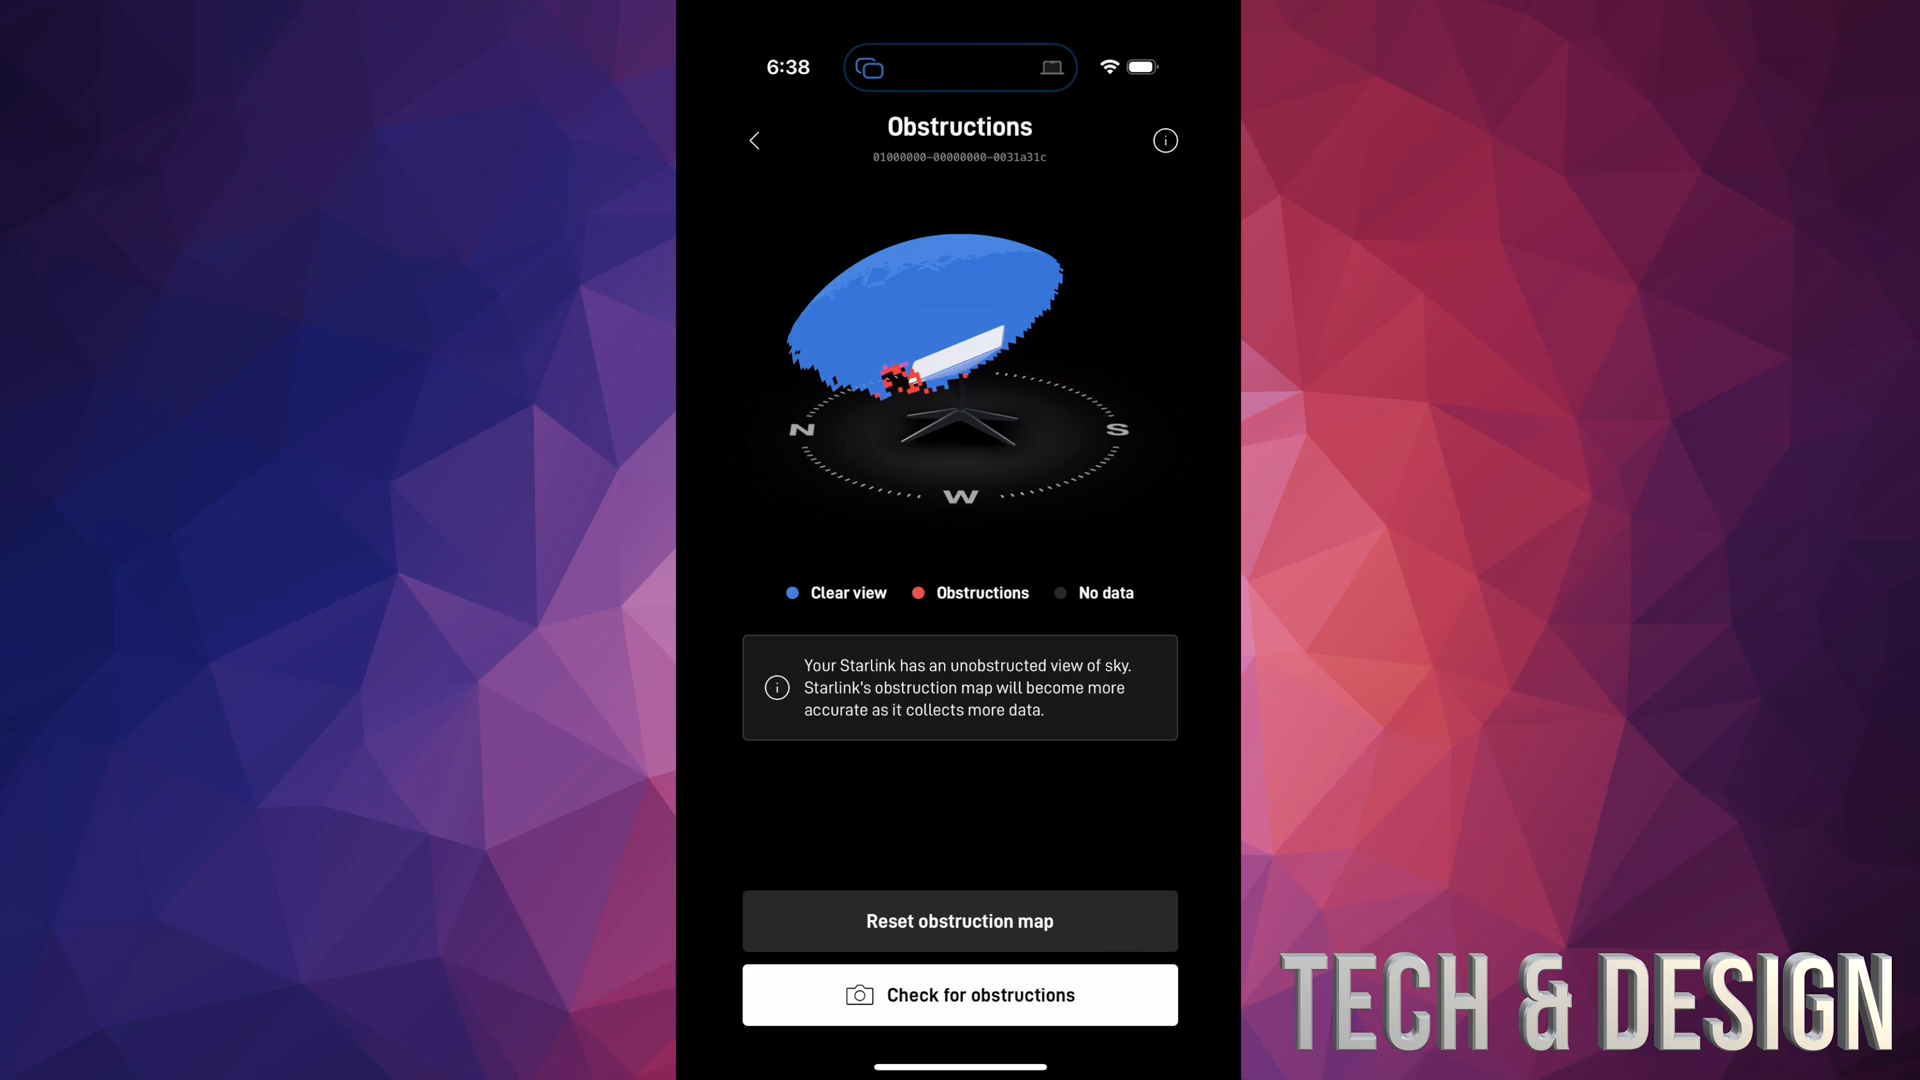 6:38
Obstructions
01000000-00000000-0031a31c
N
S
W
Clear view
Obstructions
No data
Your Starlink has an unobstructed view of sky.
Starlink's obstruction map will become more
accurate as it collects more data.
Reset obstruction map
Check for obstructions
TECH & DESIGN